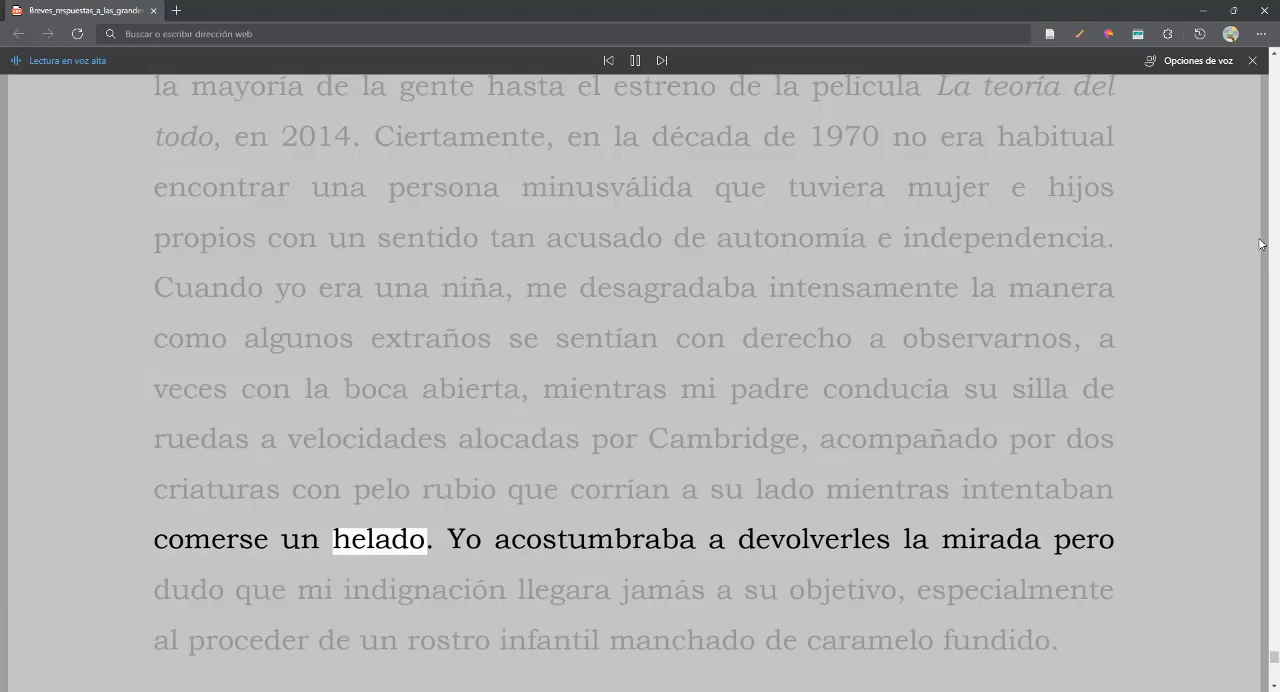 Breves_respuestas_a_las_grandes
Buscar o escribir dirección web
Lectura en voz alta
Opciones de voz
la mayoría de la gente hasta el estreno de la película La teoría del
todo, en 2014. Ciertamente, en la década de 1970 no era habitual
encontrar una persona minusválida que tuviera mujer e hijos
propios con un sentido tan acusado de autonomía e independencia.
Cuando yo era una niña, me desagradaba intensamente la manera
como algunos extraños se sentían con derecho a observarnos, a
veces con la boca abierta, mientras mi padre conducía su silla de
ruedas a velocidades alocadas por Cambridge, acompañado por dos
criaturas con pelo rubio que corrían a su lado mientras intentaban
comerse un helado. Yo acostumbraba a devolverles la mirada pero
dudo que mi indignación llegara jamás a su objetivo, especialmente
al proceder de un rostro infantil manchado de caramelo fundido.